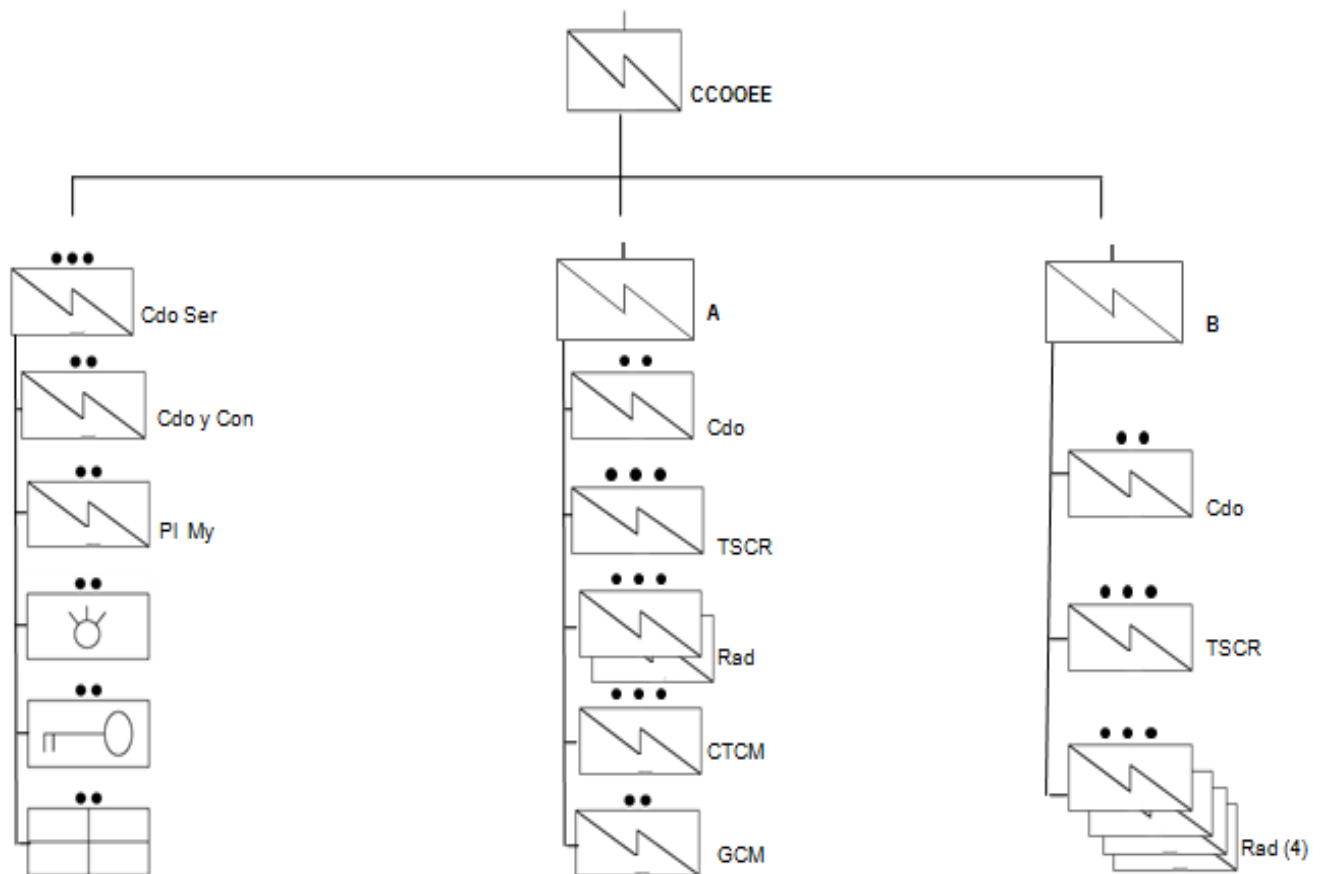 CCOOEE
Cdo Ser
Cdo y Con
Pl My
A
Cdo
TSCR
Rad
CTCM
GCM
B
Cdo
TSCR
Rad (4)